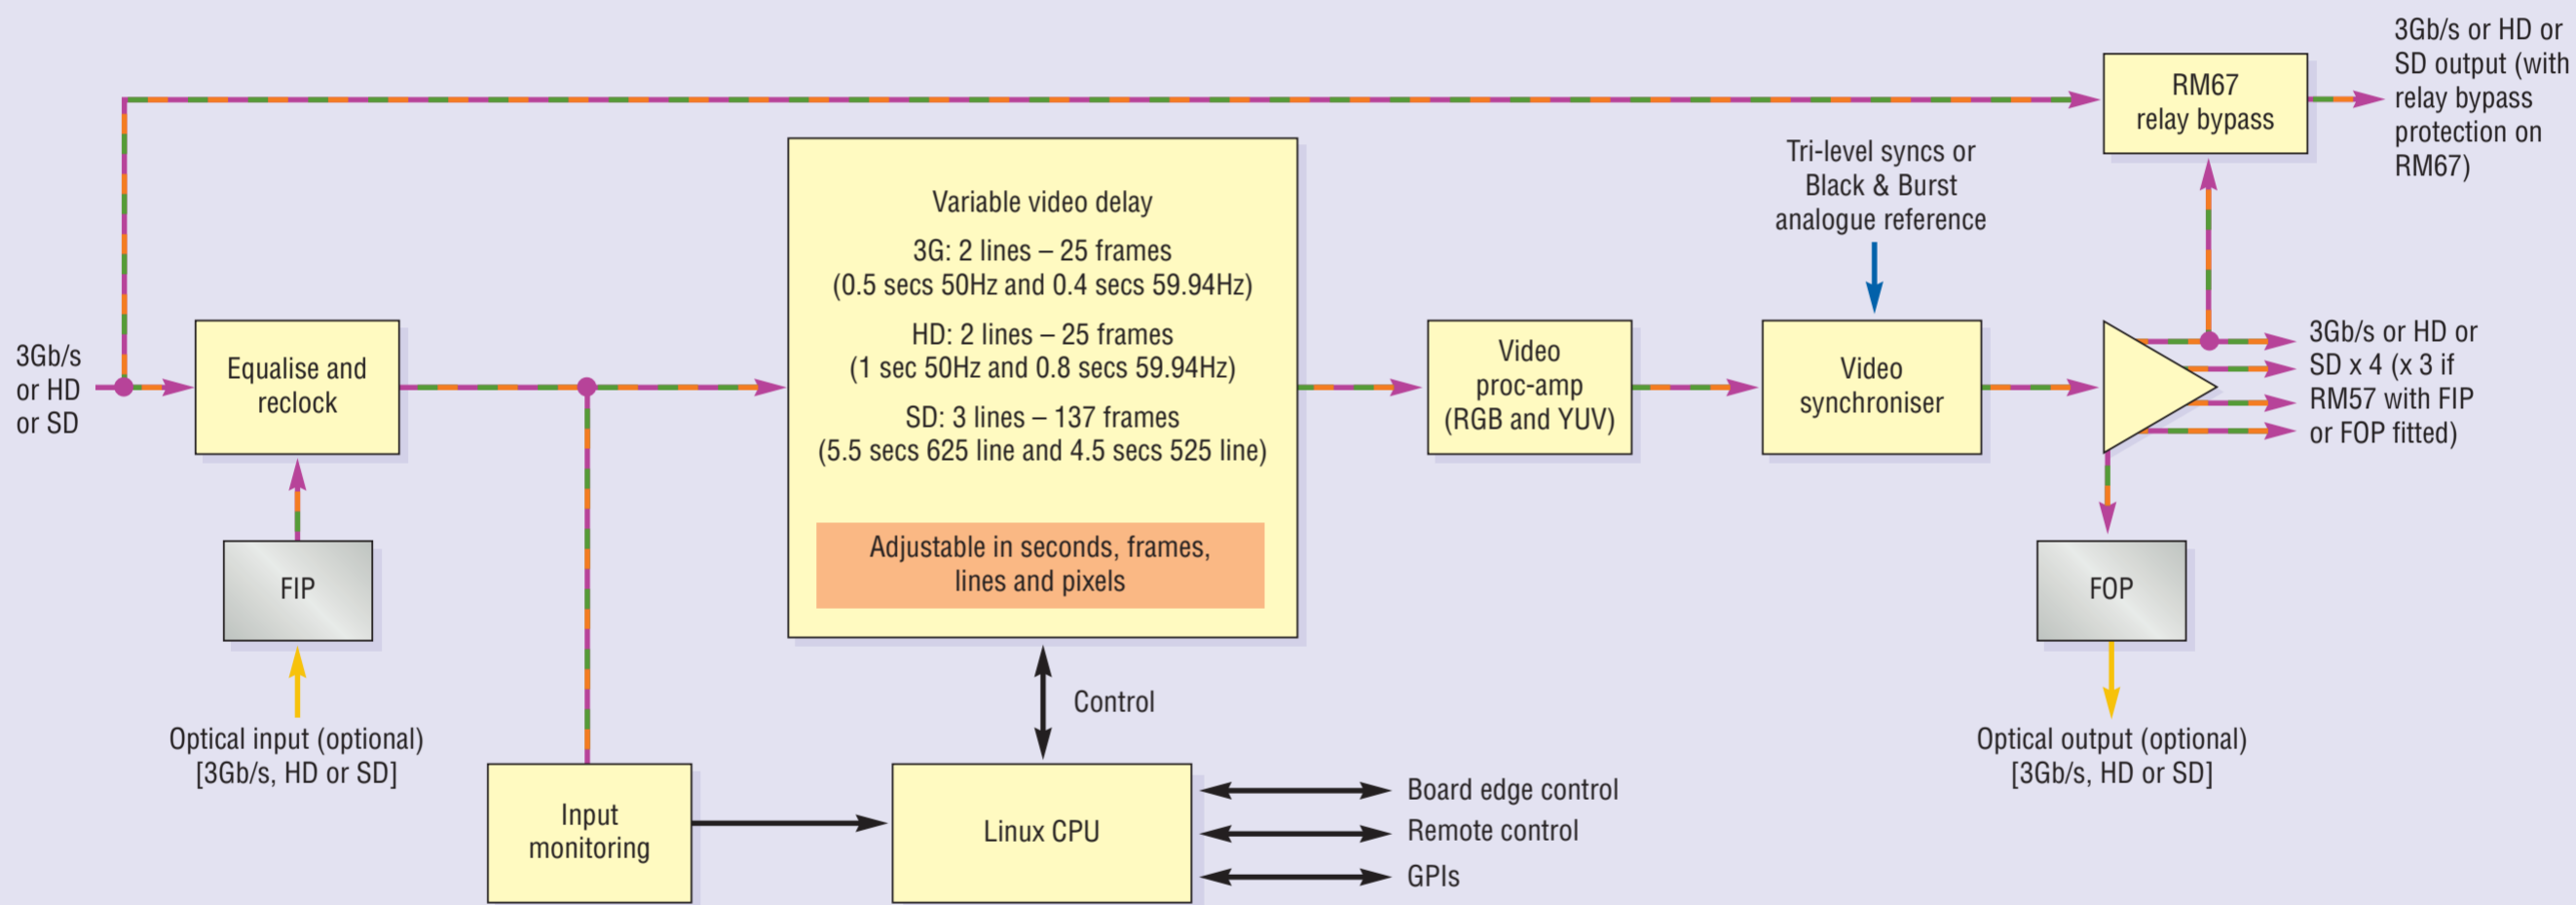 3Gb/s or HD or
SD output (with
relay bypass
protection on
RM67)
RM67
relay bypass
Tri-level syncs or
Black & Burst
analogue reference
Variable video delay
3G: 2 lines – 25 frames
(0.5 secs 50Hz and 0.4 secs 59.94Hz)
HD: 2 lines – 25 frames
(1 sec 50Hz and 0.8 secs 59.94Hz)
SD: 3 lines – 137 frames
(5.5 secs 625 line and 4.5 secs 525 line)
Adjustable in seconds, frames,
lines and pixels
3Gb/s
or HD
or SD
Equalise and
reclock
Video
proc-amp
(RGB and YUV)
Video
synchroniser
3Gb/s or HD or
SD x 4 (x 3 if
RM57 with FIP
or FOP fitted)
FIP
FOP
Optical input (optional)
[3Gb/s, HD or SD]
Control
Optical output (optional)
[3Gb/s, HD or SD]
Input
monitoring
Linux CPU
Board edge control
Remote control
GPIs